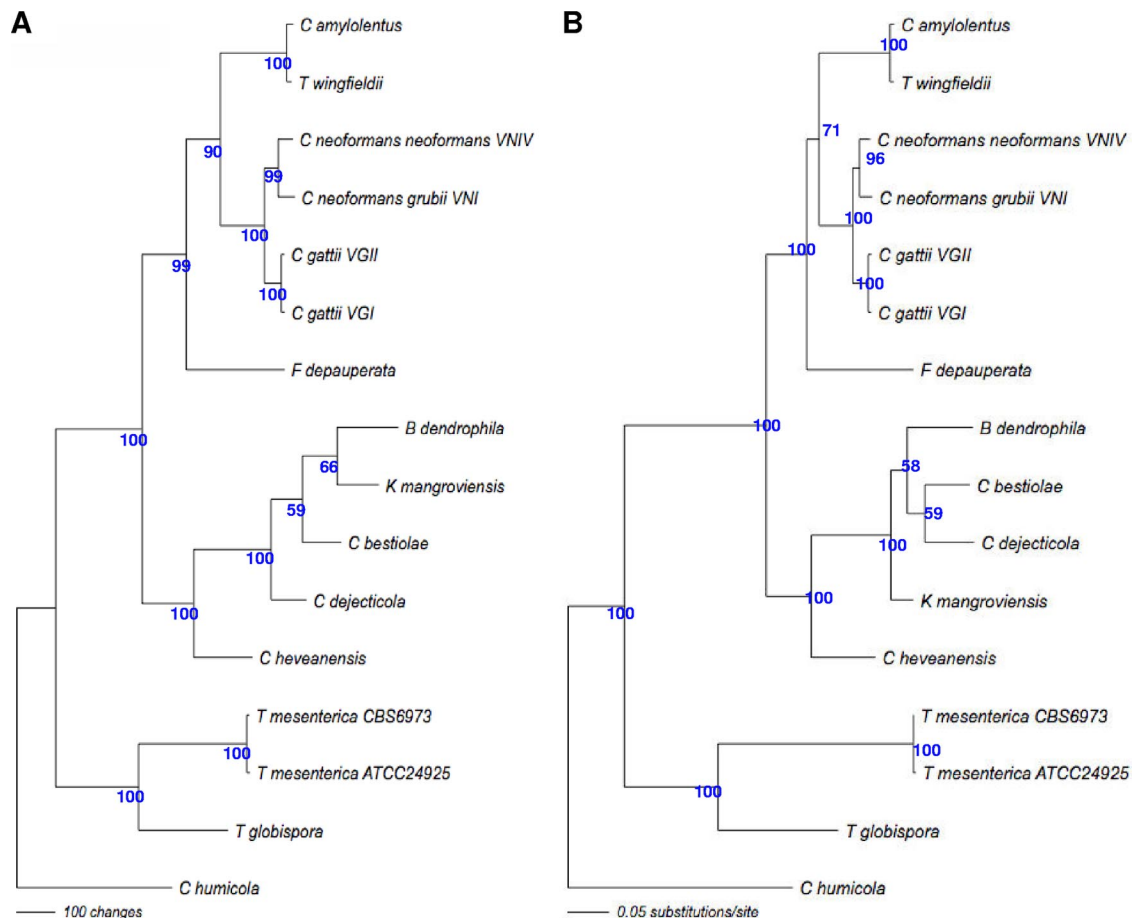 A
C amylolentus
100
T wingfieldii
90
C neoformans neoformans VNIV
99
C neoformans grubii VNI
100
C gattii VGII
99
100
C gattii VGI
F depauperata
B dendrophila
100
66
K mangroviensis
59
C bestiolae
100
C dejecticola
100
C heveanensis
T mesenterica CBS6973
100
T mesenterica ATCC24925
100
T globispora
C humicola
100 changes
B
C amylolentus
100
T wingfieldii
71
C neoformans neoformans VNIV
96
C neoformans grubii VNI
100
100
C gattii VGII
100
C gattii VGI
F depauperata
100
B dendrophila
58
C bestiolae
59
100
C dejecticola
100
K mangroviensis
100
C heveanensis
T mesenterica CBS6973
100
T mesenterica ATCC24925
100
T globispora
C humicola
0.05 substitutions/site